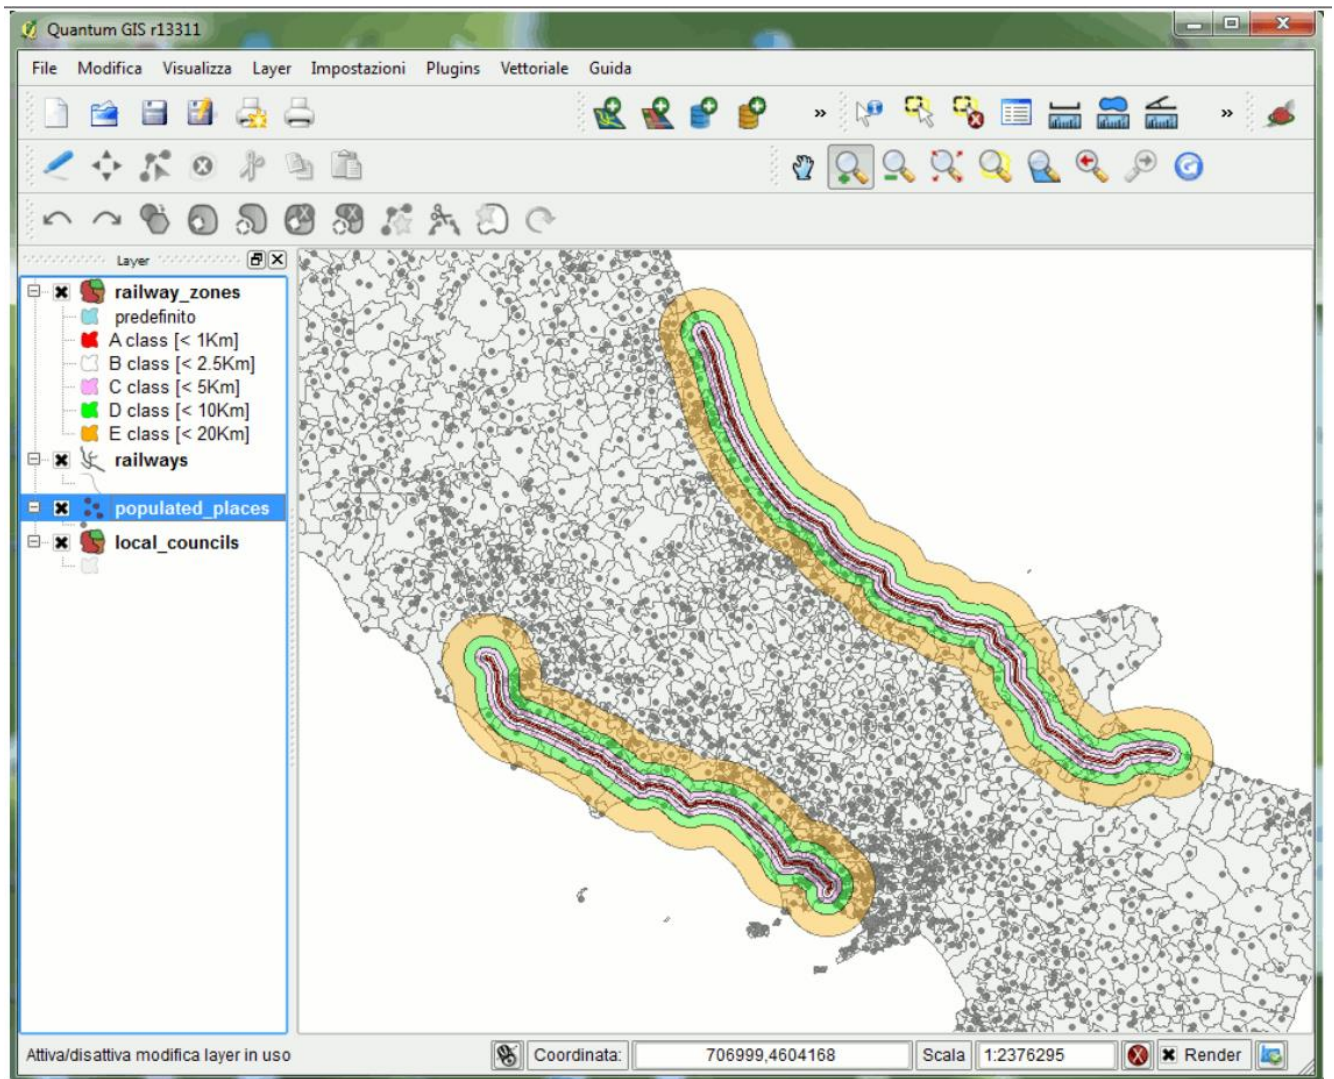 Quantum GIS r13311
File Modifica Visualizza Layer Impostazioni Plugins Vettoriale Guida
Layer
railway_zones
predefinito
A class [< 1Km]
B class [< 2.5Km]
C class [< 5Km]
D class [< 10Km]
E class [< 20Km]
railways
populated_places
local_councils
Attiva/disattiva modifica layer in uso Coordinata: 706999,4604168 Scala 1:2376295 Render